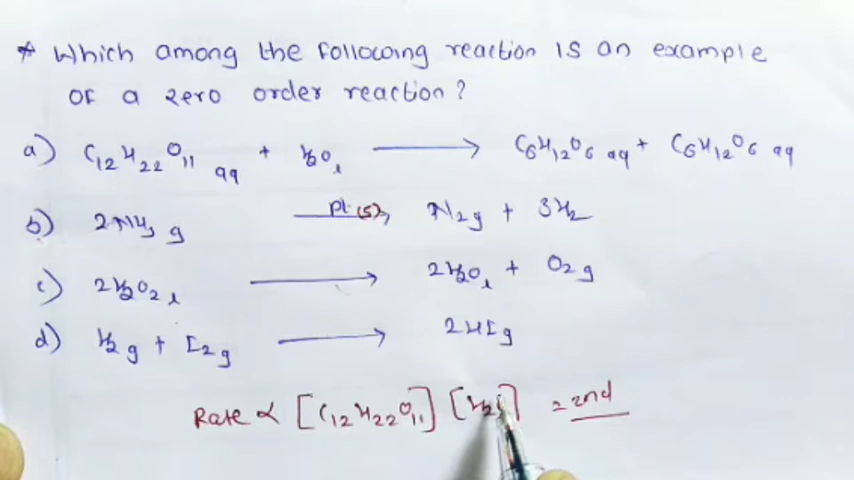 * Which among the following reaction is an example
of a zero order reaction?
a) C12H22O11 aq + H2O l ⟶ C6H12O6 aq + C6H12O6 aq
b) 2NH3 g ⟶ Pt (s) N2 g + 3H2
c) 2H2O2 l ⟶ 2H2O l + O2 g
d) H2 g + I2 g ⟶ 2HI g
Rate ∝ [C12H22O11] [H2 ] = 2nd